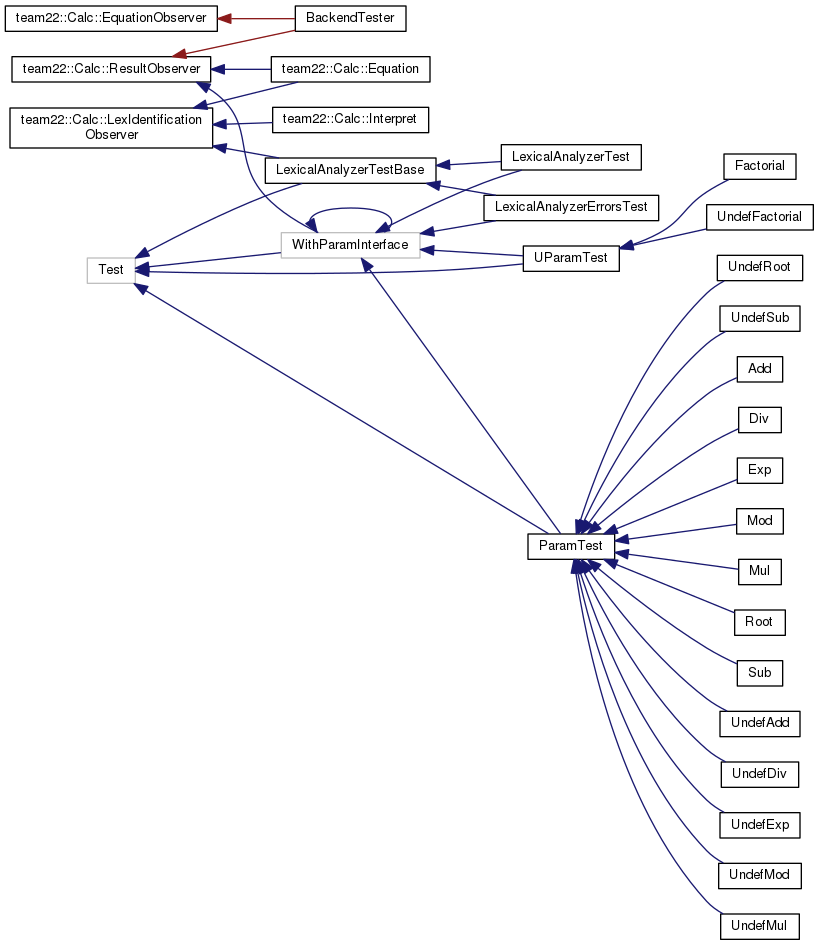 team22::Calc::EquationObserver
BackendTester
team22::Calc::ResultObserver
team22::Calc::Equation
team22::Calc::LexIdentification
Observer
team22::Calc::Interpret
LexicalAnalyzerTestBase
LexicalAnalyzerTest
Factorial
LexicalAnalyzerErrorsTest
UndefFactorial
WithParamInterface
UParamTest
Test
UndefRoot
UndefSub
Add
Div
Exp
Mod
ParamTest
Mul
Root
Sub
UndefAdd
UndefDiv
UndefExp
UndefMod
UndefMul